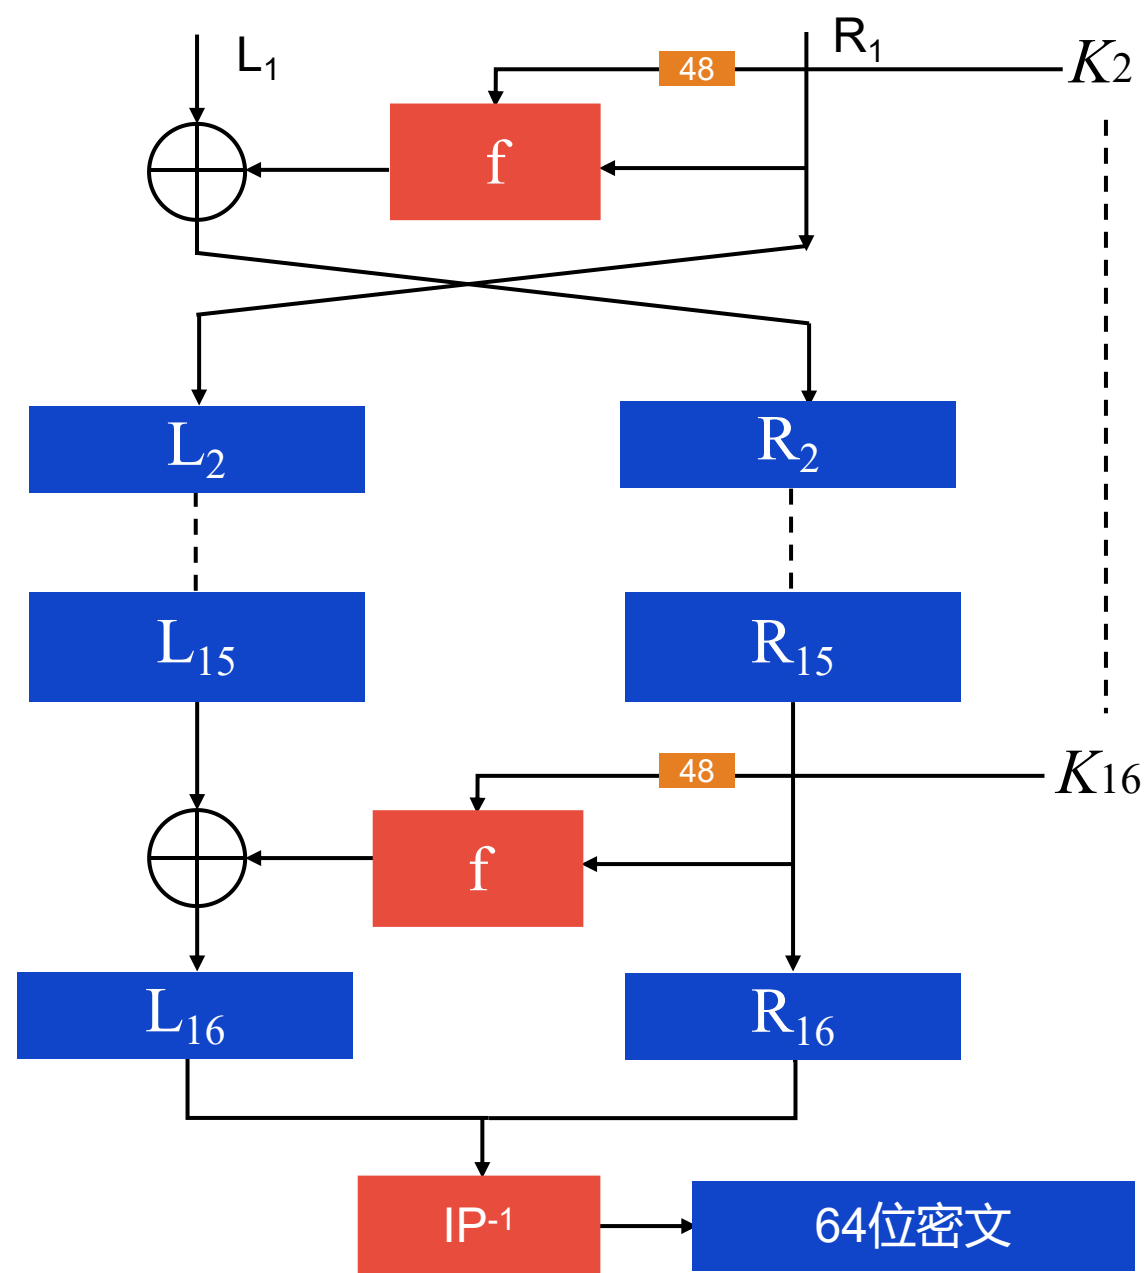 L₁
R₁
48
K2
f
L₂
R₂
L₁₅
R₁₅
48
K16
f
L₁₆
R₁₆
IP⁻¹
64位密文